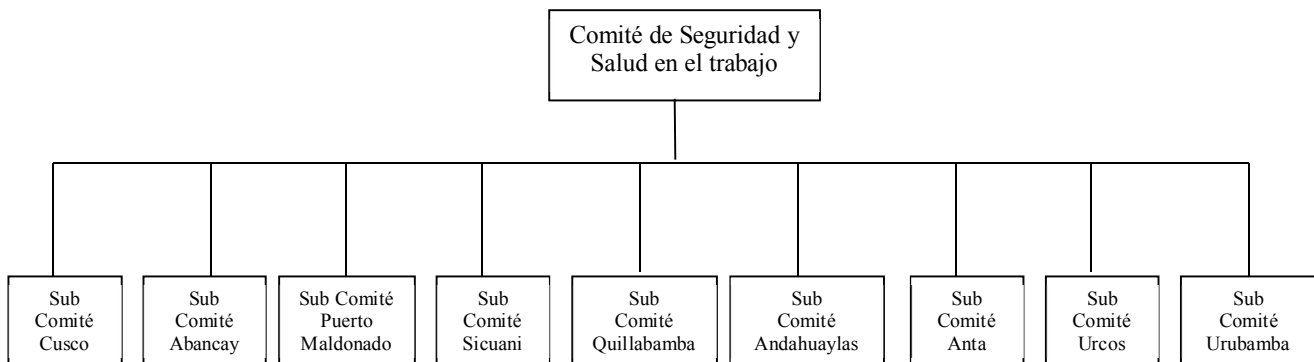 Comité de Seguridad y
Salud en el trabajo
Sub
Comité
Cusco
Sub
Comité
Abancay
Sub Comité
Puerto
Maldonado
Sub
Comité
Sicuani
Sub
Comité
Quillabamba
Sub
Comité
Andahuaylas
Sub
Comité
Anta
Sub
Comité
Urcos
Sub
Comité
Urubamba